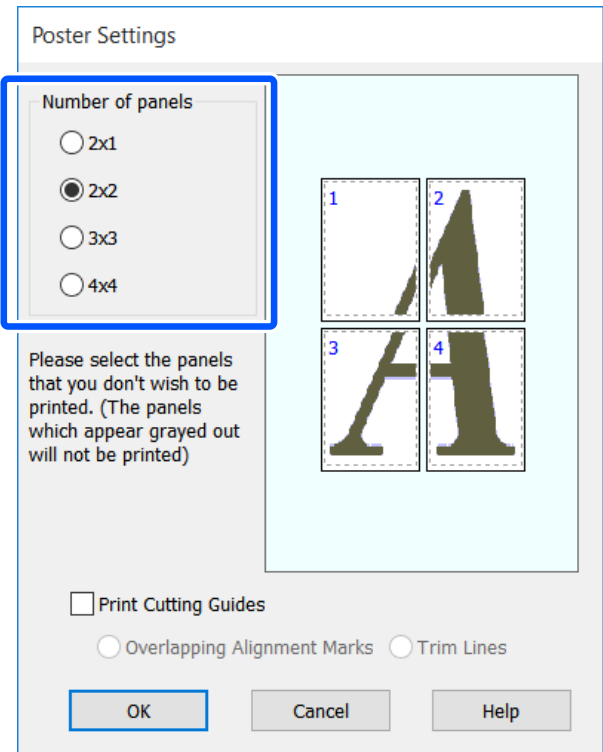 Poster Settings
Number of panels
2x1
2x2
3x3
4x4
1
2
3
4
Please select the panels
that you don't wish to be
printed. (The panels
which appear grayed out
will not be printed)
Print Cutting Guides
Overlapping Alignment Marks
Trim Lines
OK
Cancel
Help